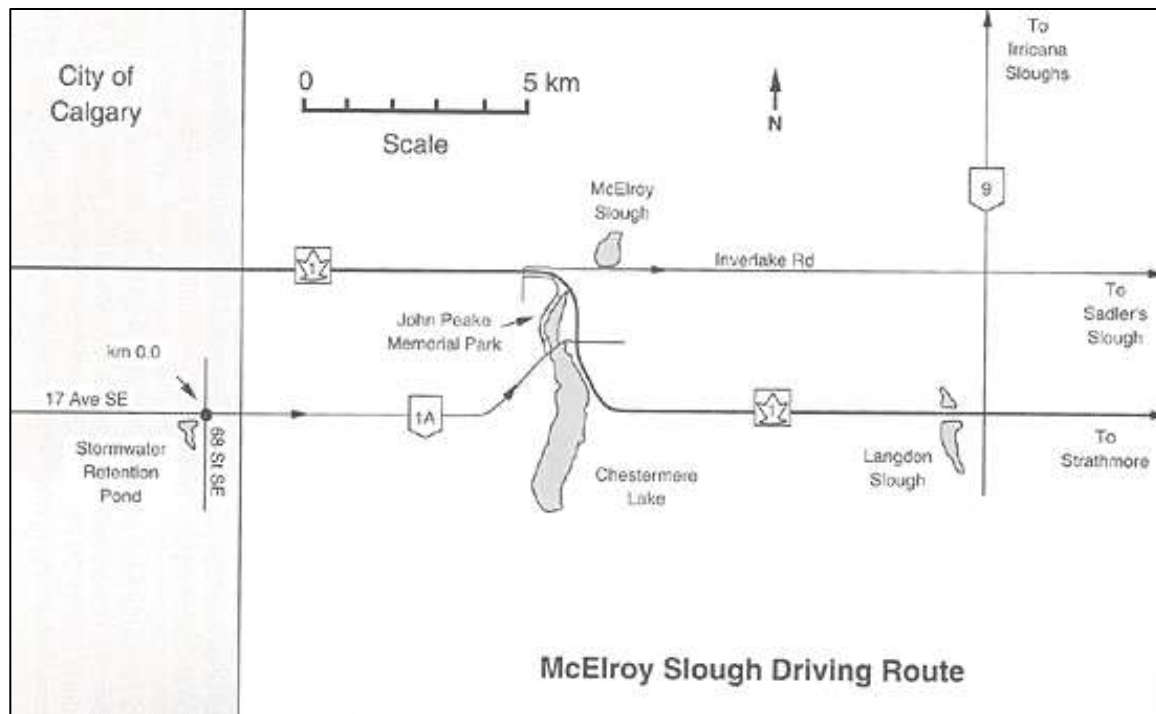 City of
Calgary
0 5 km
Scale
N
To
Irricana
Sloughs
9
McElroy
Slough
1
Inverlake Rd
To
Sadler's
Slough
John Peake
Memorial Park
km 0.0
17 Ave SE
1A
1
68 St SE
Stormwater
Retention
Pond
Chestermere
Lake
Langdon
Slough
To
Strathmore
McElroy Slough Driving Route